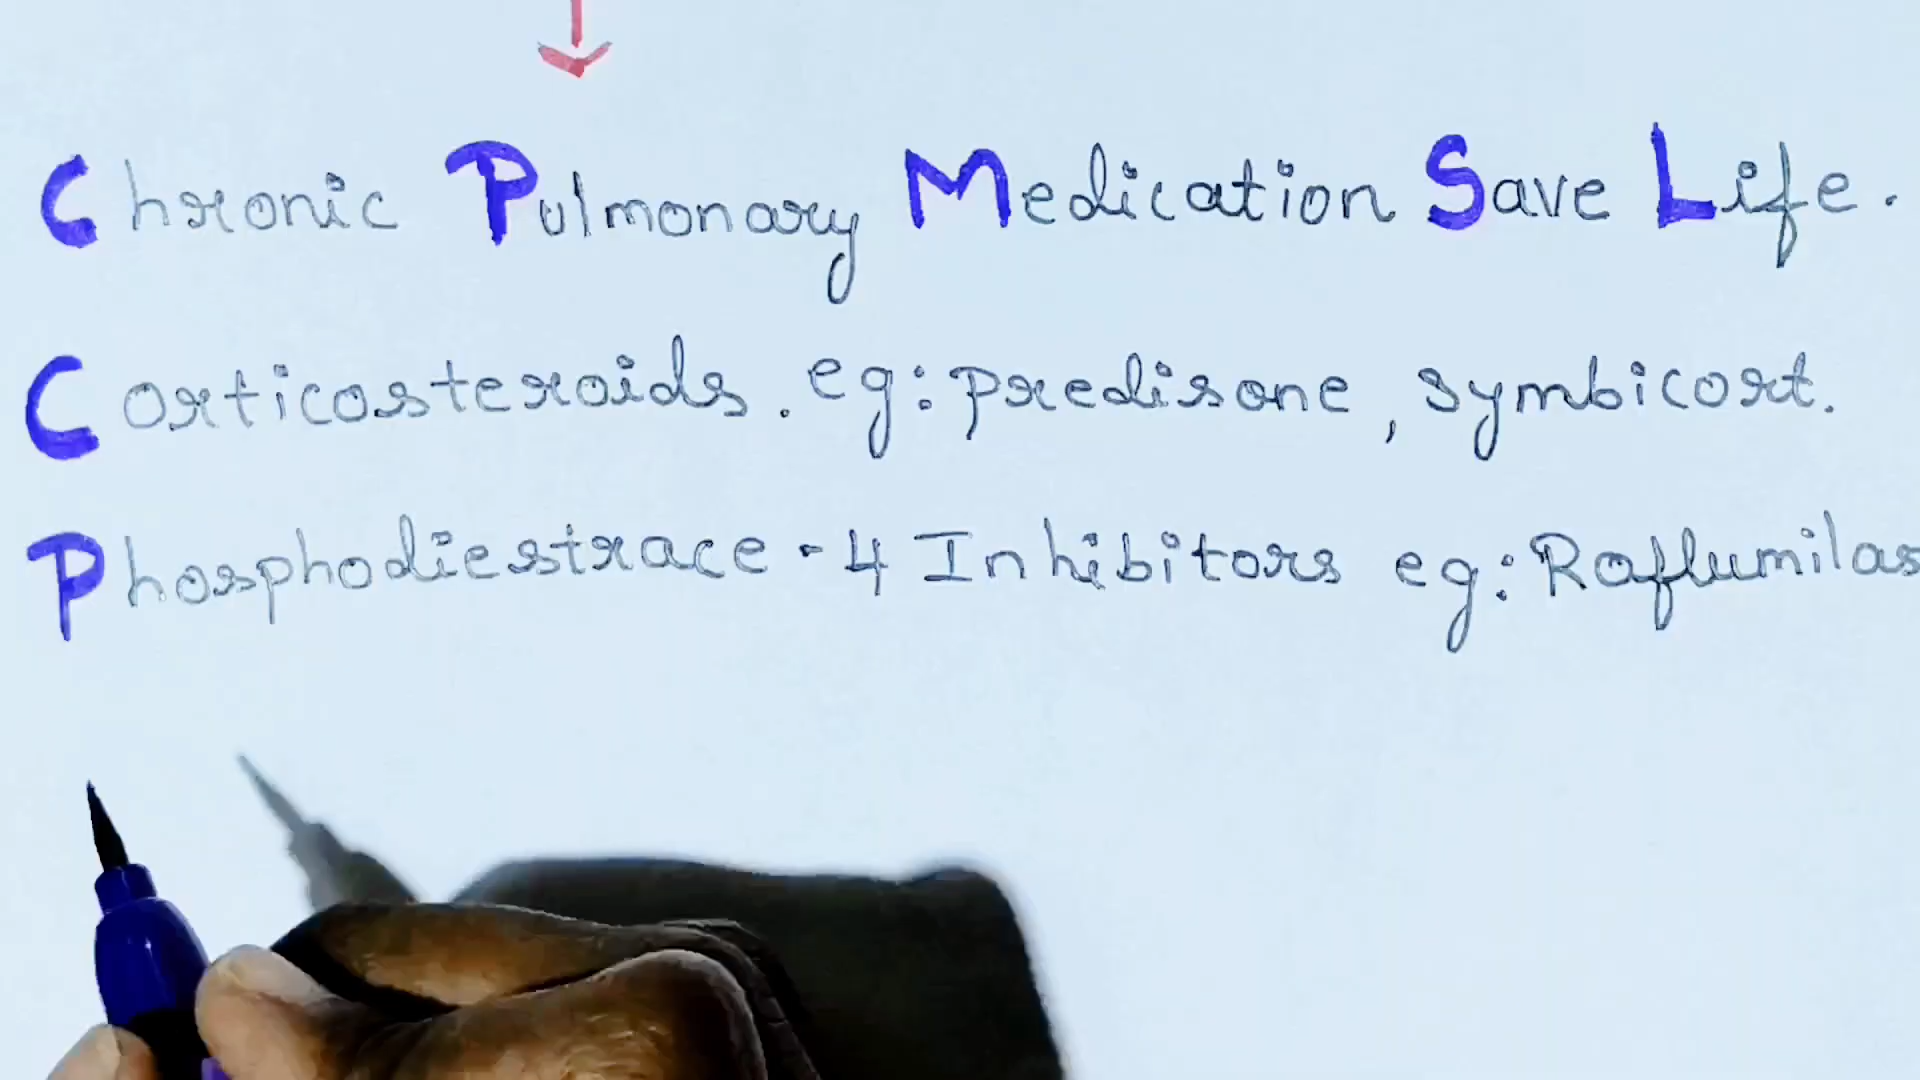 Chronic Pulmonary Medication Save Life.
Corticosteroids. eg: predisone, symbicort.
Phosphodiestrace - 4 Inhibitors eg: Roflumilas